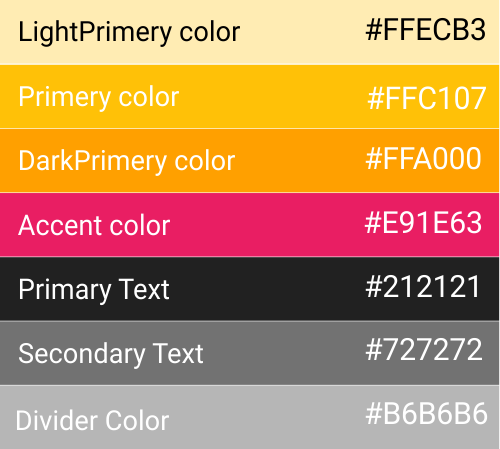 LightPrimery color #FFECB3
Primery color #FFC107
DarkPrimery color #FFA000
Accent color #E91E63
Primary Text #212121
Secondary Text #727272
Divider Color #B6B6B6